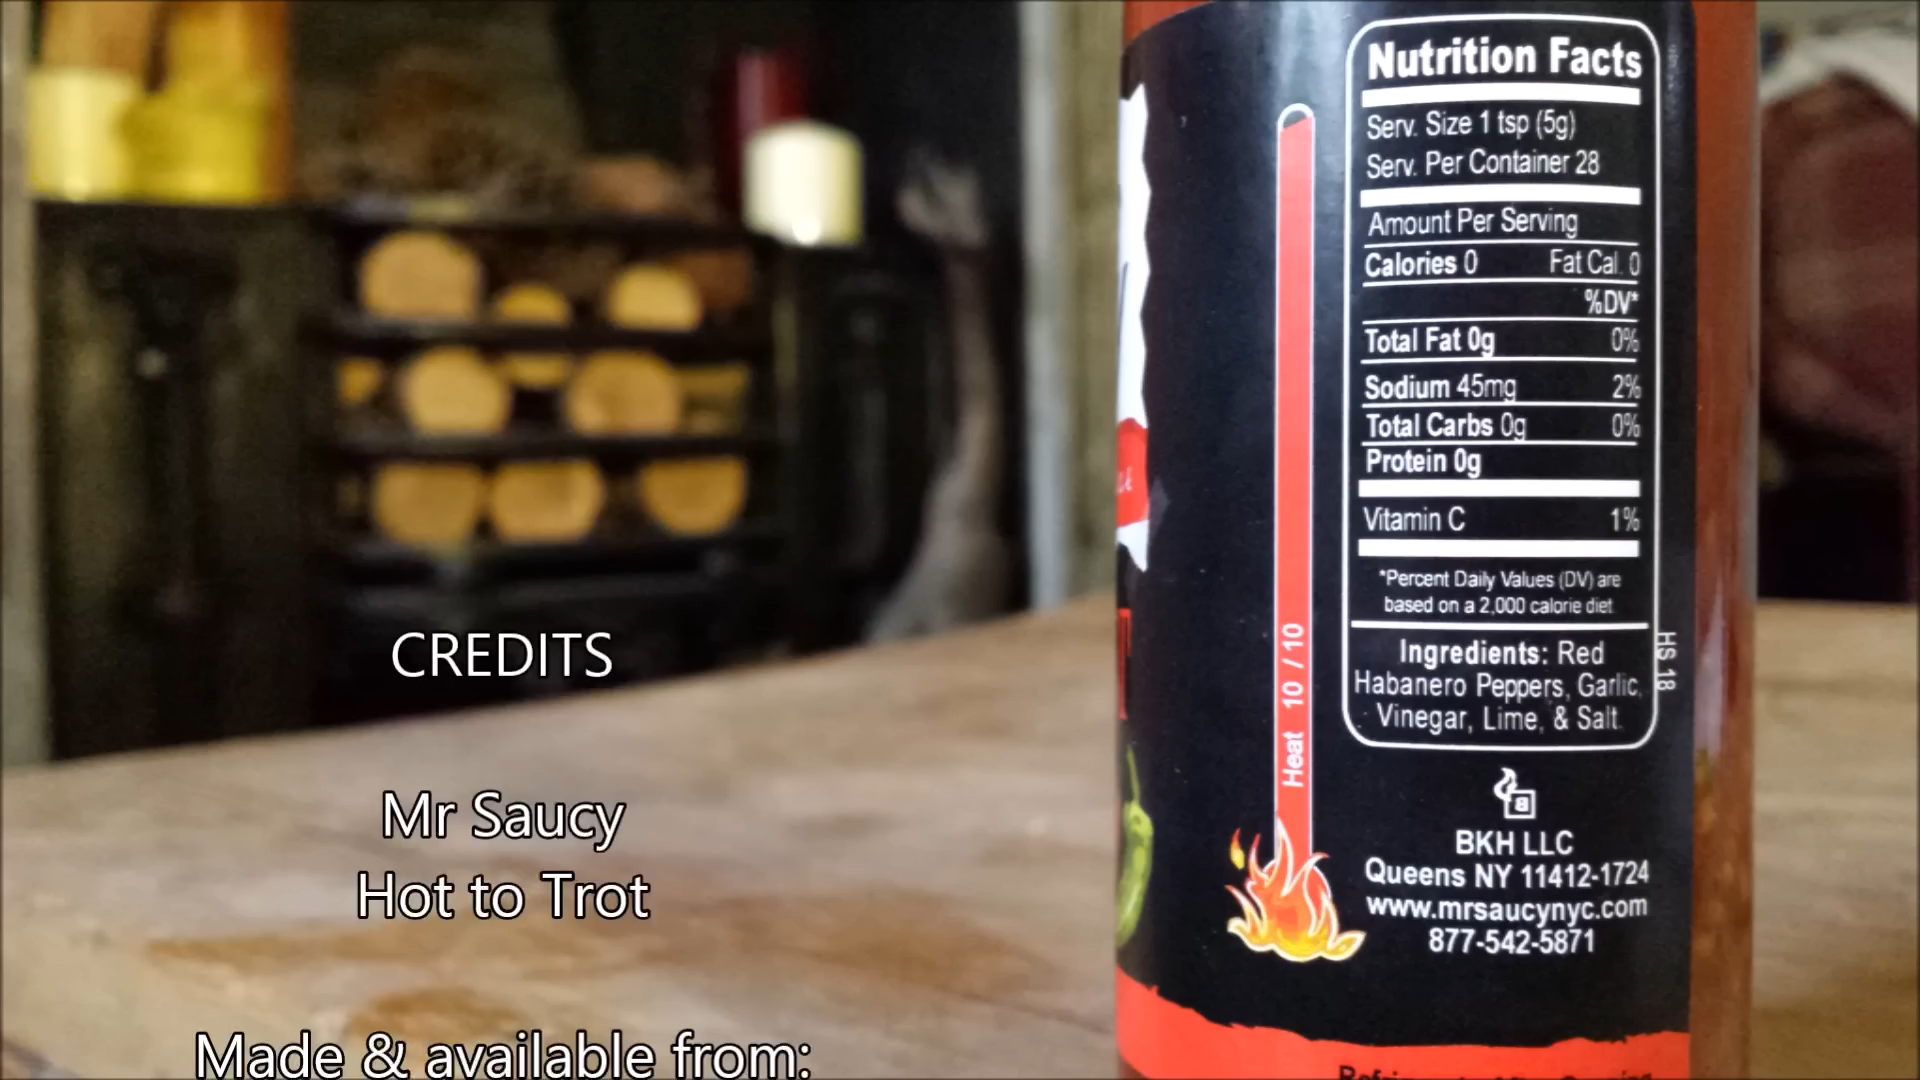 Nutrition Facts
Serv. Size 1 tsp (5g)
Serv. Per Container 28
Amount Per Serving
Calories 0 Fat Cal. 0
%DV*
Total Fat 0g 0%
Sodium 45mg 2%
Total Carbs 0g 0%
Protein 0g
Vitamin C 1%
*Percent Daily Values (DV) are
based on a 2,000 calorie diet.
Ingredients: Red
Habanero Peppers, Garlic,
Vinegar, Lime, & Salt.
HS 18
Heat 10 / 10
B
BKH LLC
Queens NY 11412-1724
www.mrsaucynyc.com
877-542-5871
CREDITS
Mr Saucy
Hot to Trot
Made & available from: